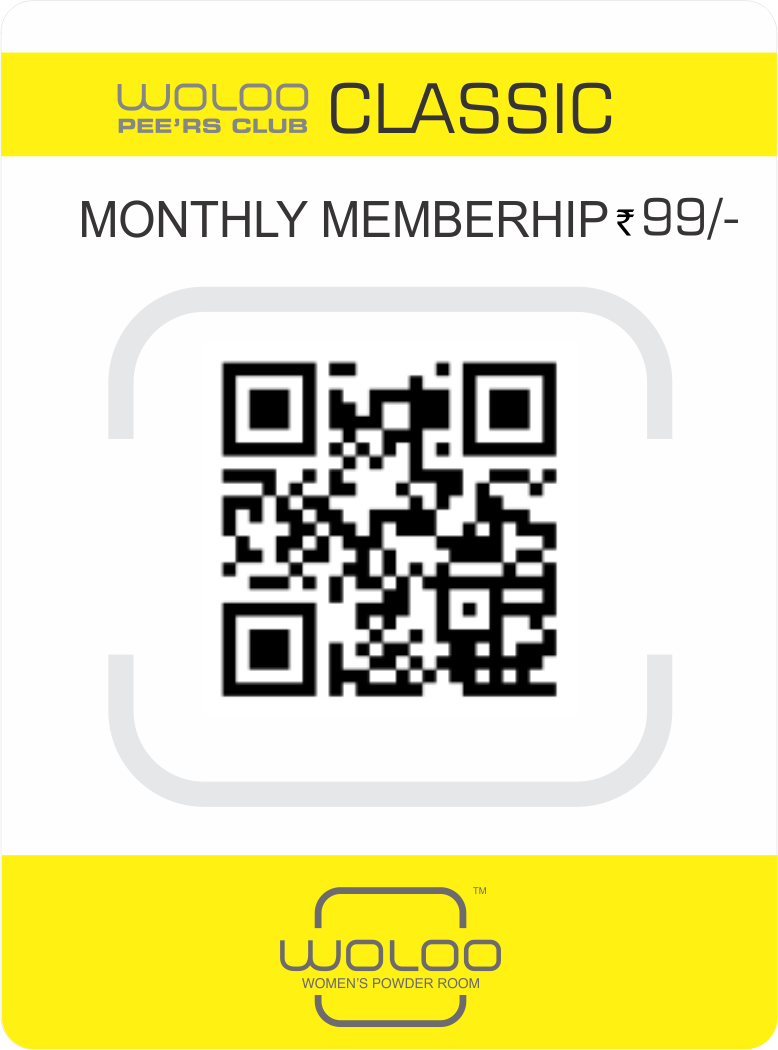 WOLOO
PEE'RS CLUB CLASSIC
MONTHLY MEMBERHIP ₹ 99/-
TM
WOLOO
WOMEN'S POWDER ROOM